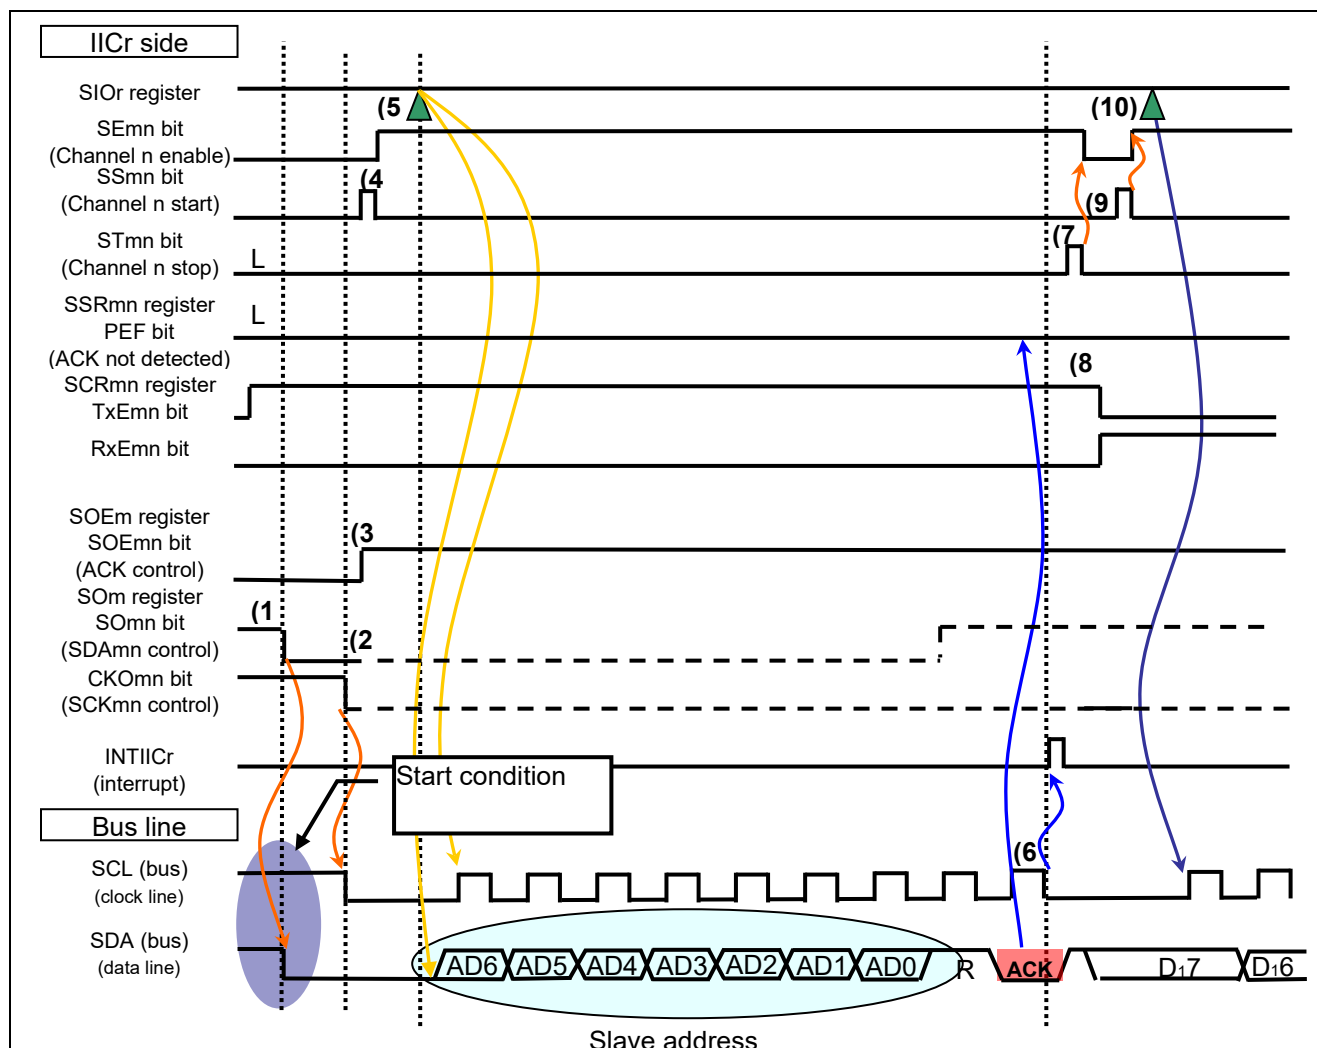 IICr side
SIOr register
(5
(10)
SEmn bit
(Channel n enable)
SSmn bit
(4
(Channel n start)
(9
STmn bit
(7
(Channel n stop)
L
SSRmn register
L
PEF bit
(ACK not detected)
(8
SCRmn register
TxEmn bit
RxEmn bit
SOEm register
SOEmn bit
(3
(ACK control)
SOm register
(1
SOmn bit
(2
(SDAmn control)
CKOmn bit
(SCKmn control)
INTIICr
(interrupt)
Start condition
Bus line
(6
SCL (bus)
(clock line)
SDA (bus)
(data line)
AD6 AD5 AD4 AD3 AD2 AD1 AD0 R ACK D₁7 D₁6
Slave address